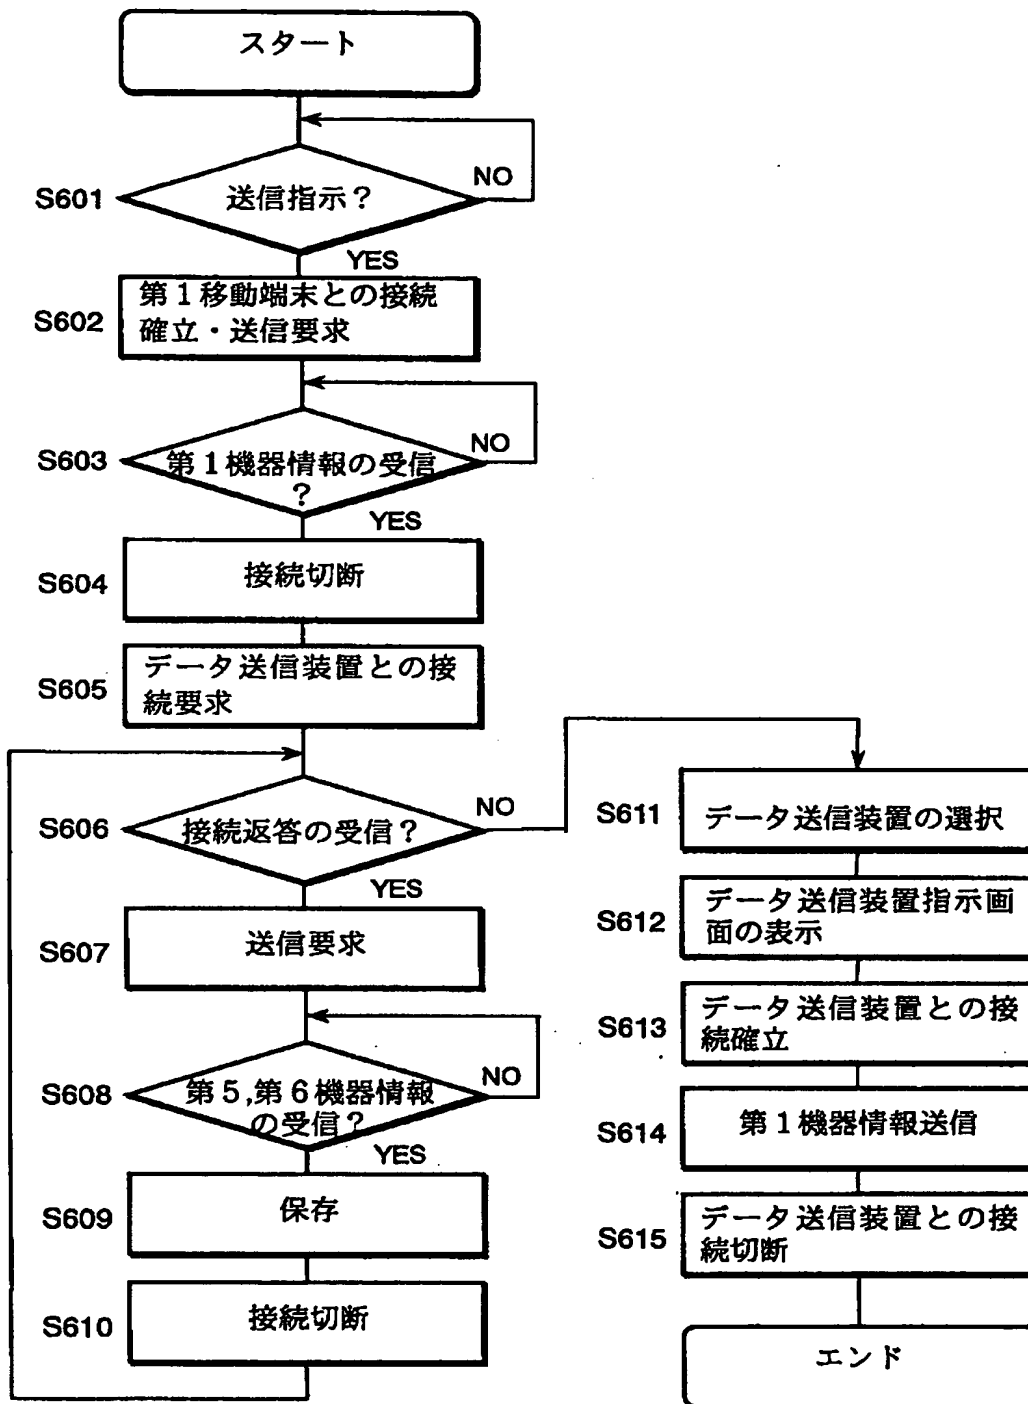 スタート
S601
送信指示?
NO
YES
S602
第1移動端末との接続
確立・送信要求
S603
第1機器情報の受信
?
NO
YES
S604
接続切断
S605
データ送信装置との接
続要求
S606
接続返答の受信?
NO
YES
S607
送信要求
S608
第5,第6機器情報
の受信?
NO
YES
S609
保存
S610
接続切断
S611
データ送信装置の選択
S612
データ送信装置指示画
面の表示
S613
データ送信装置との接
続確立
S614
第1機器情報送信
S615
データ送信装置との接
続切断
エンド